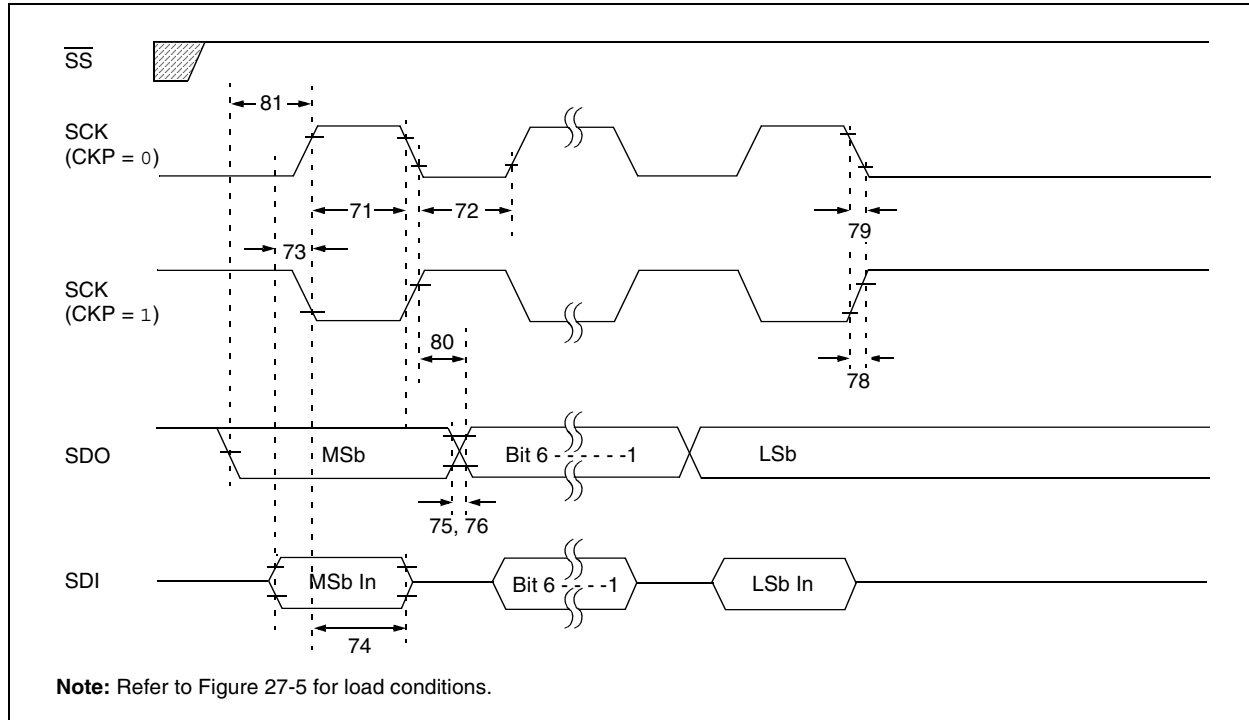 SS
81
SCK
(CKP = 0)
71
72
79
73
SCK
(CKP = 1)
80
78
SDO
MSb
Bit 6 - - - - - -1
LSb
75, 76
SDI
MSb In
Bit 6 - - - -1
LSb In
74
Note: Refer to Figure 27-5 for load conditions.